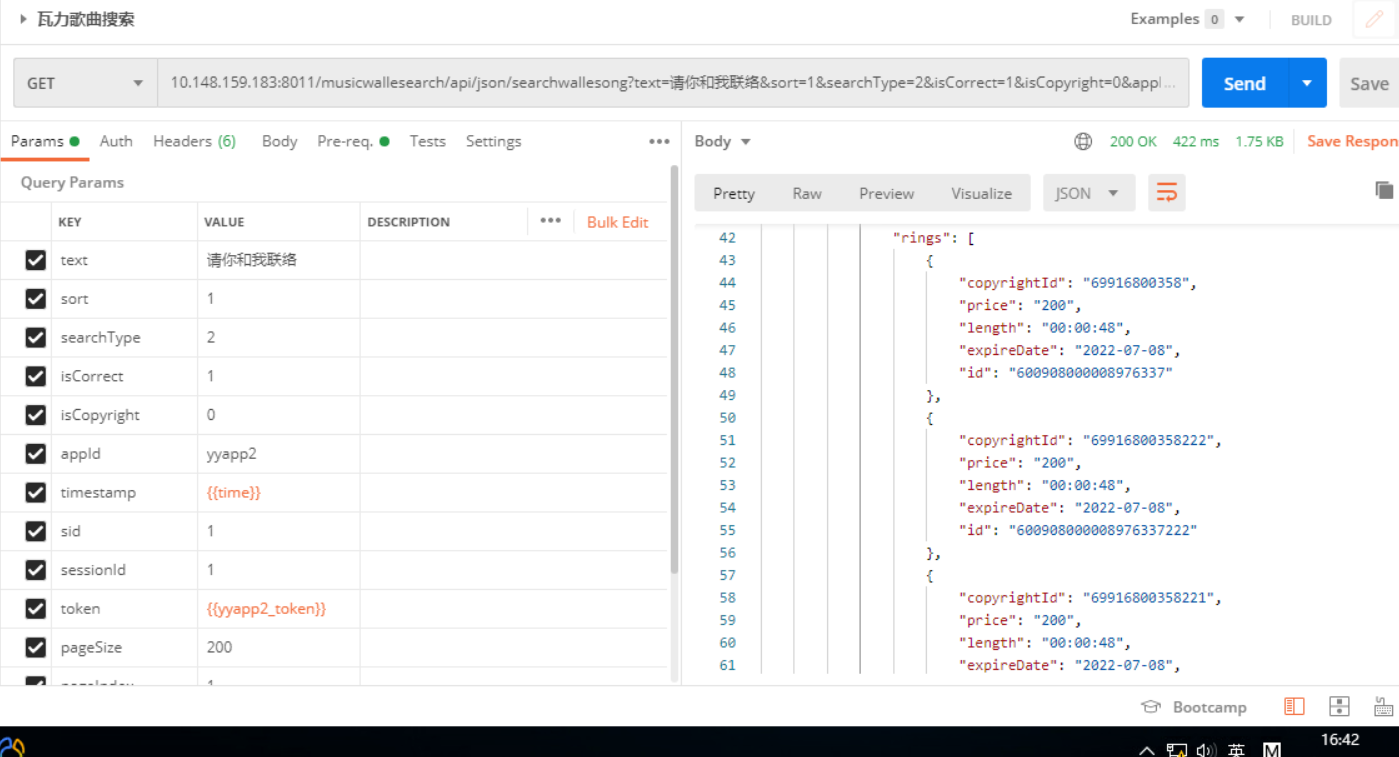 瓦力歌曲搜索
Examples 0
BUILD
GET
10.148.159.183:8011/musicwallesearch/api/json/searchwallesong?text=请你和我联络&sort=1&searchType=2&isCorrect=1&isCopyright=0&appI...
Send
Save
Params
Auth
Headers (6)
Body
Pre-req.
Tests
Settings
•••
Query Params
KEY VALUE DESCRIPTION ••• Bulk Edit
text 请你和我联络
sort 1
searchType 2
isCorrect 1
isCopyright 0
appId yyapp2
timestamp {{time}}
sid 1
sessionId 1
token {{yyapp2_token}}
pageSize 200
pageIndex 1
Body
200 OK 422 ms 1.75 KB Save Respon
Pretty Raw Preview Visualize JSON
42 "rings": [
43 {
44 "copyrightId": "69916800358",
45 "price": "200",
46 "length": "00:00:48",
47 "expireDate": "2022-07-08",
48 "id": "600908000008976337"
49 },
50 {
51 "copyrightId": "69916800358222",
52 "price": "200",
53 "length": "00:00:48",
54 "expireDate": "2022-07-08",
55 "id": "600908000008976337222"
56 },
57 {
58 "copyrightId": "69916800358221",
59 "price": "200",
60 "length": "00:00:48",
61 "expireDate": "2022-07-08",
Bootcamp
英 M 16:42